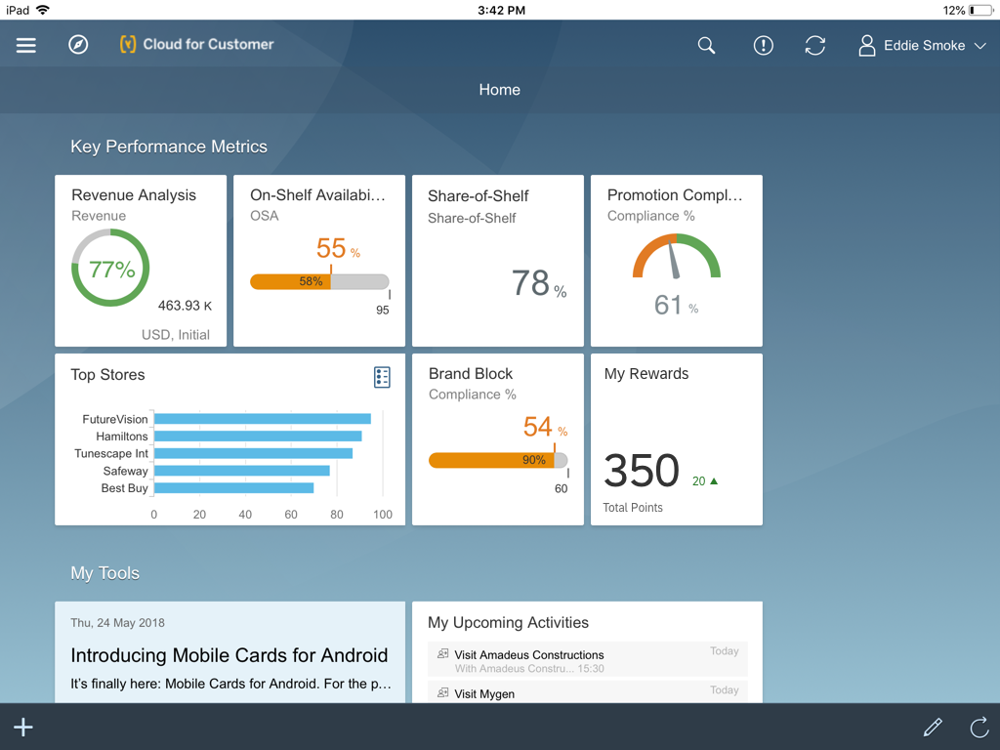 iPad
3:42 PM
12%
Cloud for Customer
Eddie Smoke
Home
Key Performance Metrics
Revenue Analysis
Revenue
77%
463.93 K
USD, Initial
On-Shelf Availabi...
OSA
55 %
58%
95
Share-of-Shelf
Share-of-Shelf
78 %
Promotion Compl...
Compliance %
61 %
Top Stores
FutureVision
Hamiltons
Tunescape Int
Safeway
Best Buy
0 20 40 60 80 100
Brand Block
Compliance %
54 %
90%
60
My Rewards
350 20
Total Points
My Tools
Thu, 24 May 2018
Introducing Mobile Cards for Android
It's finally here: Mobile Cards for Android. For the p...
My Upcoming Activities
Visit Amadeus Constructions Today
With Amadeus Constru... 15:30
Visit Mygen Today